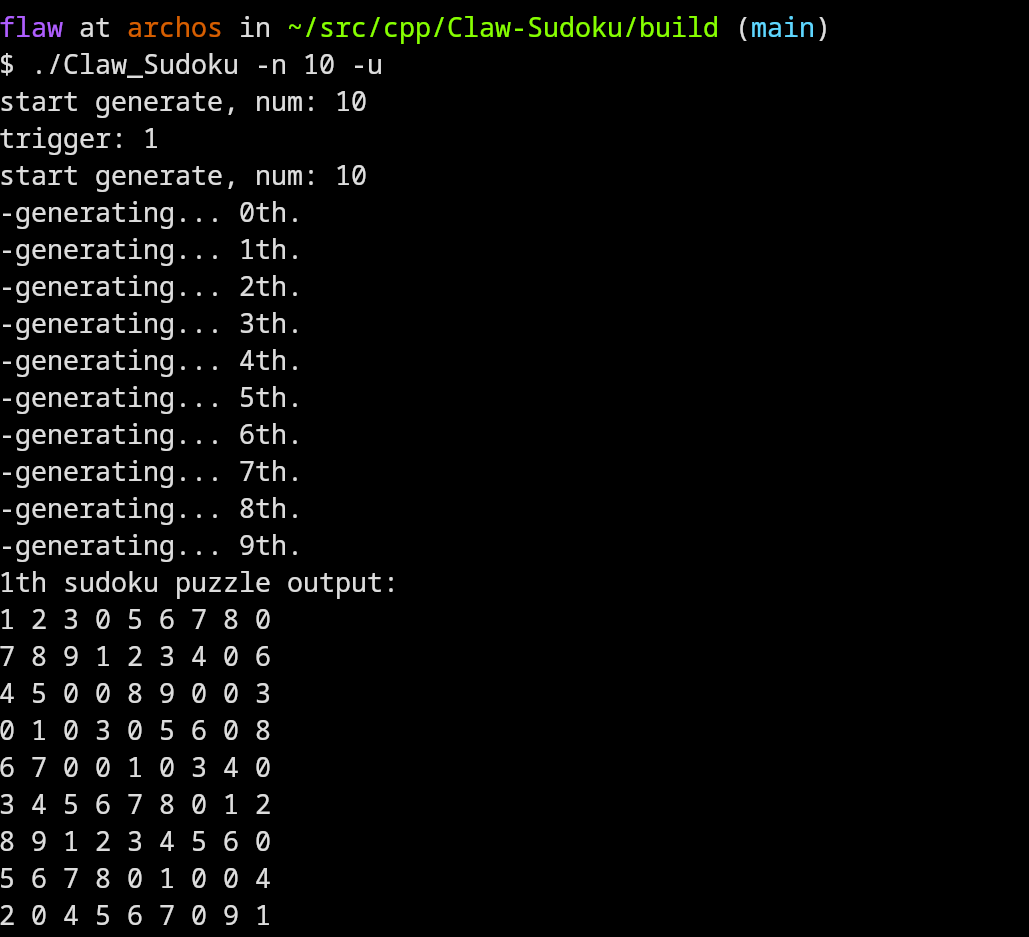 flaw at archos in ~/src/cpp/Claw-Sudoku/build (main)
$ ./Claw_Sudoku -n 10 -u
start generate, num: 10
trigger: 1
start generate, num: 10
-generating... 0th.
-generating... 1th.
-generating... 2th.
-generating... 3th.
-generating... 4th.
-generating... 5th.
-generating... 6th.
-generating... 7th.
-generating... 8th.
-generating... 9th.
1th sudoku puzzle output:
1 2 3 0 5 6 7 8 0
7 8 9 1 2 3 4 0 6
4 5 0 0 8 9 0 0 3
0 1 0 3 0 5 6 0 8
6 7 0 0 1 0 3 4 0
3 4 5 6 7 8 0 1 2
8 9 1 2 3 4 5 6 0
5 6 7 8 0 1 0 0 4
2 0 4 5 6 7 0 9 1